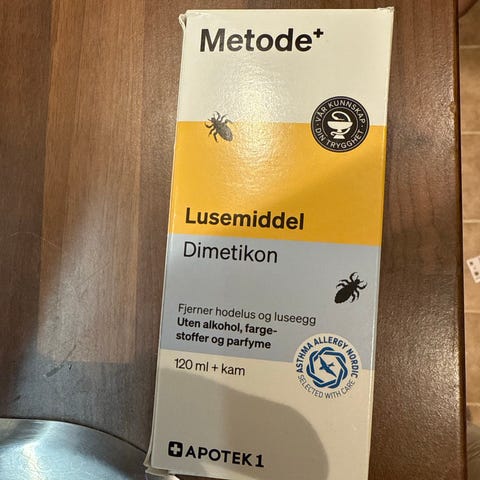 Metode+
VÅR KUNNSKAP
DIN TRYGGHET
Lusemiddel
Dimetikon
Fjerner hodelus og luseegg
Uten alkohol, farge-
stoffer og parfyme
120 ml + kam
ASTHMA ALLERGY NORDIC
SELECTED WITH CARE
APOTEK 1